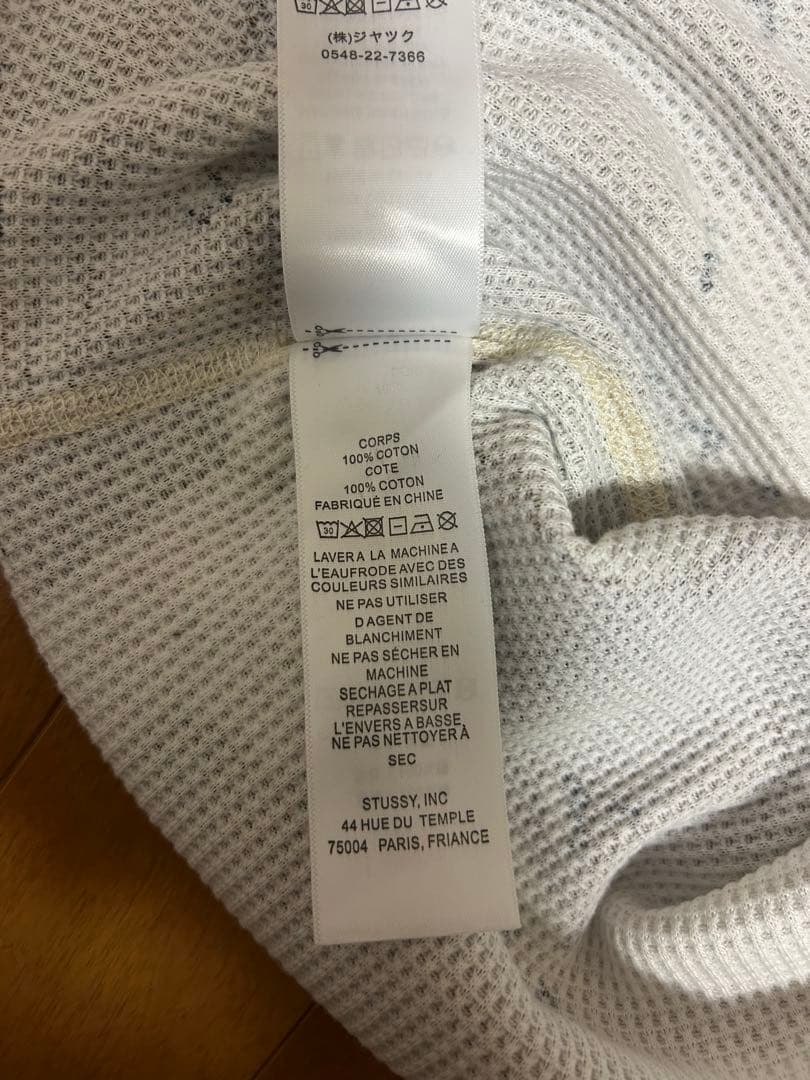 (株)ジヤツク
0548-22-7366
CORPS
100% COTON
COTE
100% COTON
FABRIQUÉ EN CHINE
30
LAVER A LA MACHINE A
L'EAUFRODE AVEC DES
COULEURS SIMILAIRES
NE PAS UTILISER
D AGENT DE
BLANCHIMENT
NE PAS SÉCHER EN
MACHINE
SECHAGE A PLAT
REPASSERSUR
L'ENVERS A BASSE
NE PAS NETTOYER À
SEC
STUSSY, INC
44 HUE DU TEMPLE
75004 PARIS, FRIANCE